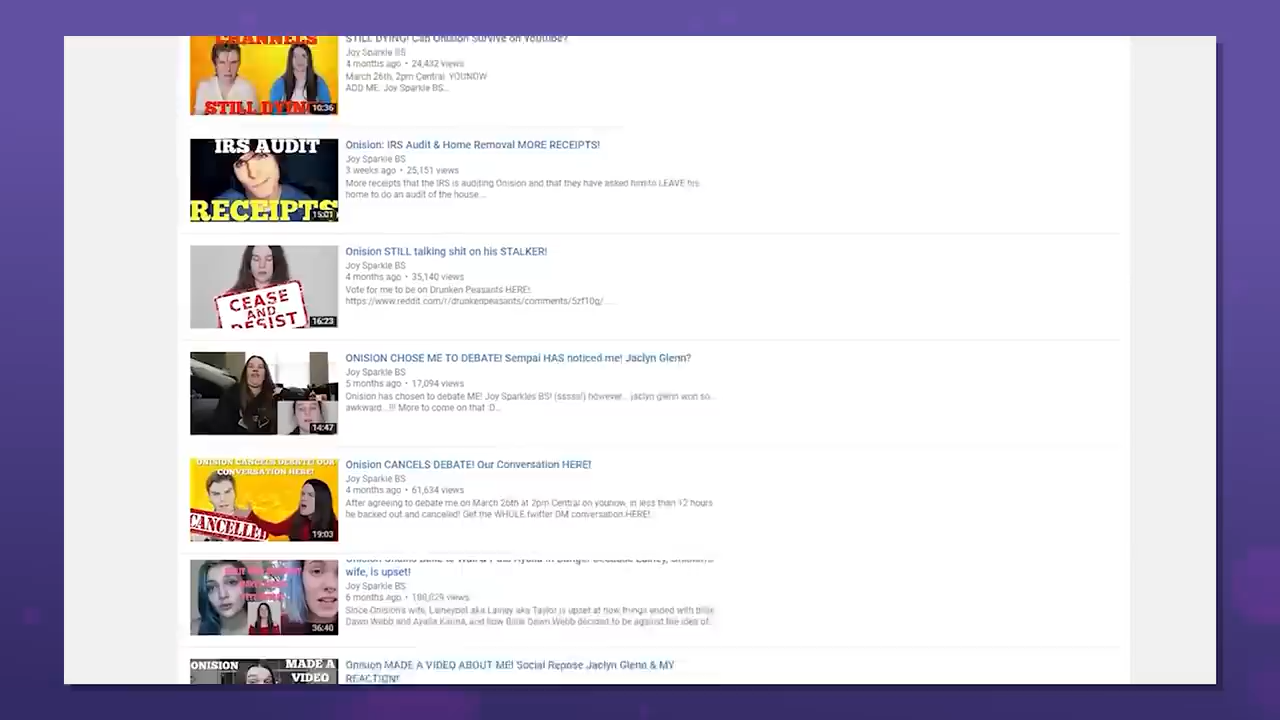 CHANNELS
STILL DYING
10:36
STILL DYING! Can Onision Survive on Youtube?
Joy Sparkle BS
4 months ago • 24,432 views
March 26th, 2pm Central YOUNOW
ADD ME. Joy Sparkle BS...
IRS AUDIT
RECEIPTS
15:01
Onision: IRS Audit & Home Removal MORE RECEIPTS!
Joy Sparkle BS
3 weeks ago • 25,151 views
More receipts that the IRS is auditing Onision and that they have asked him to LEAVE his
home to do an audit of the house...
CEASE
AND
DESIST
16:23
Onision STILL talking shit on his STALKER!
Joy Sparkle BS
4 months ago • 35,140 views
Vote for me to be on Drunken Peasants HERE!
https://www.reddit.com/r/drunkenpeasants/comments/5zf10g/...
14:47
ONISION CHOSE ME TO DEBATE! Sempai HAS noticed me! Jaclyn Glenn?
Joy Sparkle BS
5 months ago • 17,094 views
Onision has chosen to debate ME! Joy Sparkles BS! (sssss!) however... jaclyn glenn won so...
awkward...!!! More to come on that :D...
ONISION CANCELS DEBATE! OUR
CONVERSATION HERE!
CANCELLED
19:03
Onision CANCELS DEBATE! Our Conversation HERE!
Joy Sparkle BS
4 months ago • 61,634 views
After agreeing to debate me on March 26th at 2pm Central on younow, in less than 12 hours
he backed out and canceled! Get the WHOLE twitter DM conversation HERE!
36:40
wife, is upset!
Joy Sparkle BS
6 months ago • 188,829 views
Since Onision's wife, Laineybot aka Lainey aka Taylor is upset at how things ended with Billie
Dawn Webb and Ayalla Karina, and how Billie Dawn Webb decided to be against the idea of...
ONISION
MADE A
VIDEO
Onision MADE A VIDEO ABOUT ME! Social Repose Jaclyn Glenn & MY
REACTION!